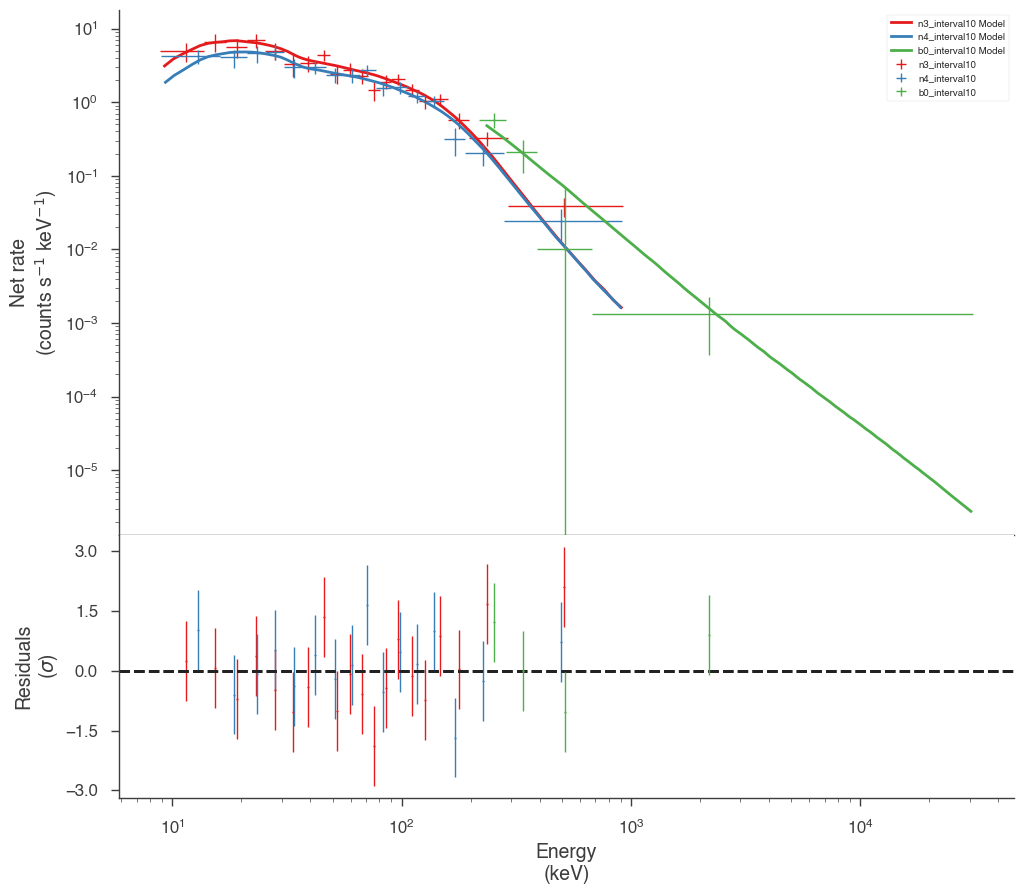 n3_interval10 Model
n4_interval10 Model
b0_interval10 Model
n3_interval10
n4_interval10
b0_interval10
10¹
10⁰
10⁻¹
10⁻²
10⁻³
10⁻⁴
10⁻⁵
Net rate
(counts s⁻¹ keV⁻¹)
3.0
1.5
0.0
−1.5
−3.0
Residuals
(σ)
10¹ 10² 10³ 10⁴
Energy
(keV)